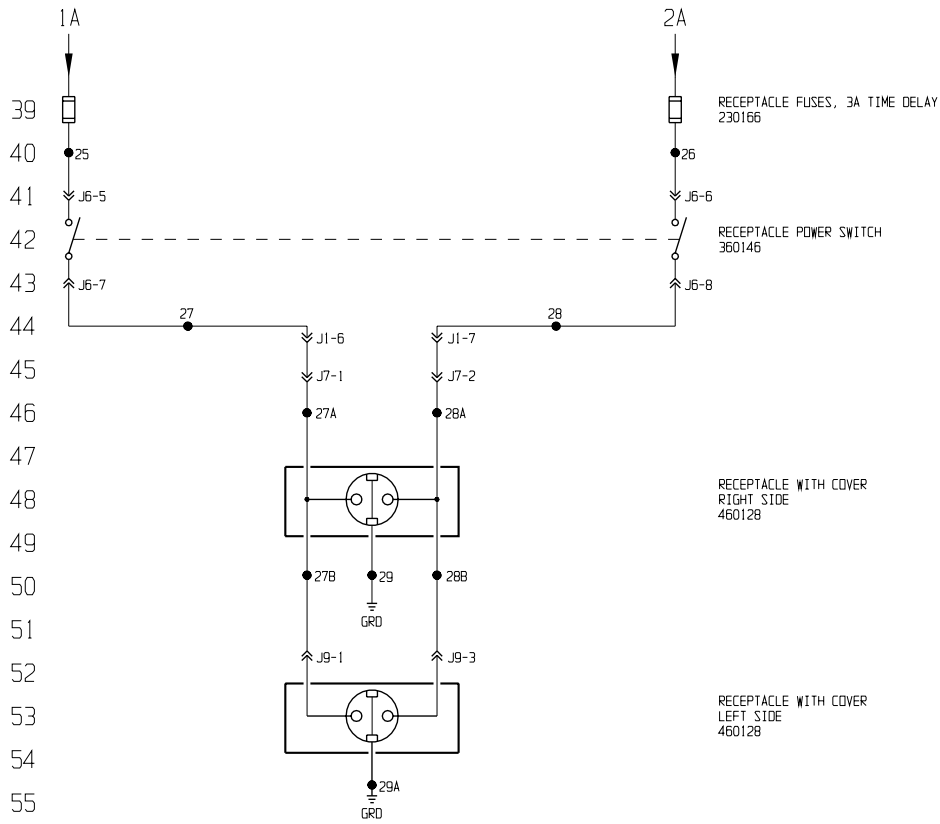 1A 2A
39 RECEPTACLE FUSES, 3A TIME DELAY
230166
40 25 26
41 J6-5 J6-6
42 RECEPTACLE POWER SWITCH
360146
43 J6-7 J6-8
44 27 28
J1-6 J1-7
45 J7-1 J7-2
46 27A 28A
47
48 RECEPTACLE WITH COVER
RIGHT SIDE
460128
49
50 27B 29 28B
51 GRD
52 J9-1 J9-3
53 RECEPTACLE WITH COVER
LEFT SIDE
460128
54
29A
55 GRD